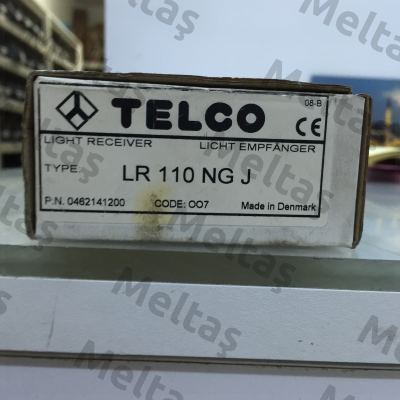 TELCO
08-B
CE
LIGHT RECEIVER LICHT EMPFÄNGER
TYPE. LR 110 NG J
P.N. 0462141200 CODE: OO7 Made in Denmark
Meltaş
Meltaş
Meltaş
Meltaş
Meltaş
Meltaş
Meltaş